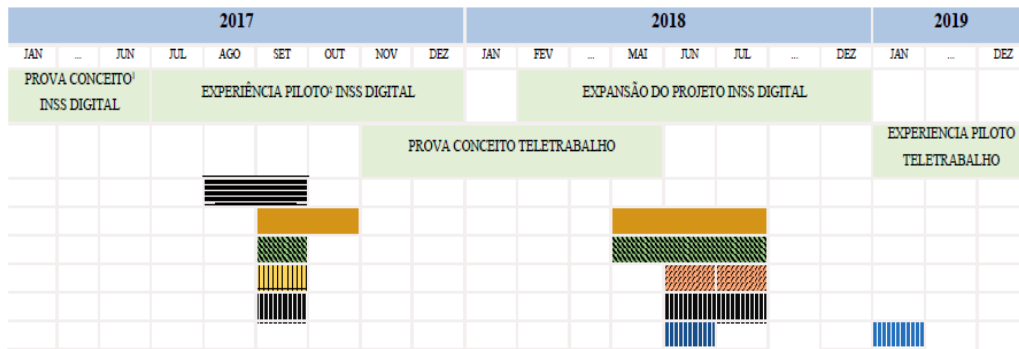 2017 2018 2019
JAN ... JUN JUL AGO SET OUT NOV DEZ JAN FEV ... MAI JUN JUL ... DEZ JAN ... DEZ
PROVA CONCEITO¹
INSS DIGITAL
EXPERIÊNCIA PILOTO² INSS DIGITAL
EXPANSÃO DO PROJETO INSS DIGITAL
PROVA CONCEITO TELETRABALHO
EXPERIENCIA PILOTO
TELETRABALHO